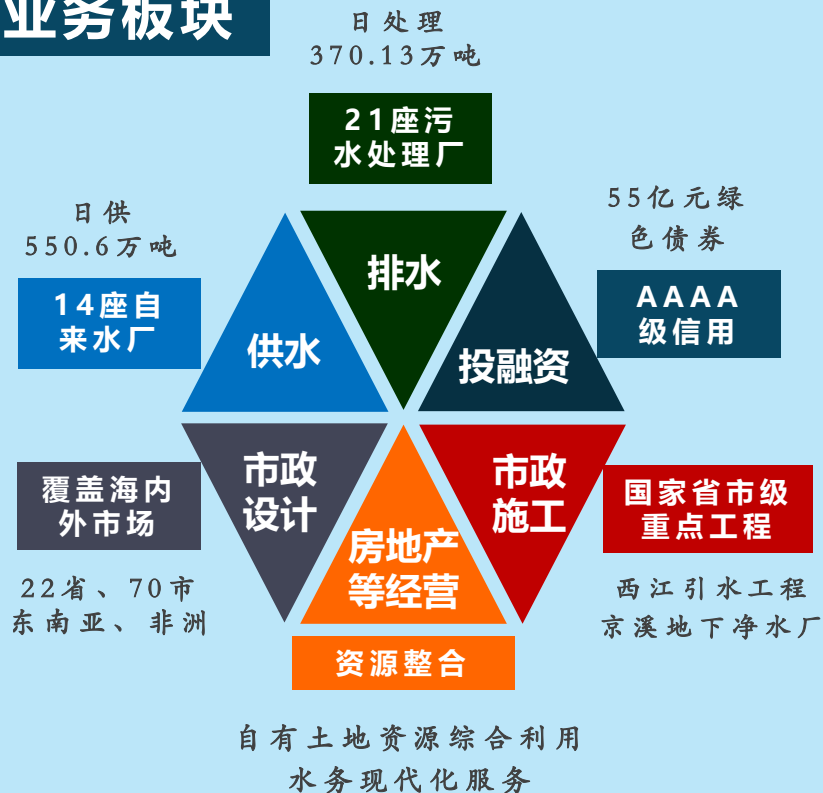 业务板块
日处理
370.13万吨
21座污
水处理厂
日供
550.6万吨
14座自
来水厂
55亿元绿
色债券
AAAA
级信用
排水
供水
投融资
市政
设计
房地产
等经营
市政
施工
覆盖海内
外市场
22省、70市
东南亚、非洲
国家省市级
重点工程
西江引水工程
京溪地下净水厂
资源整合
自有土地资源综合利用
水务现代化服务